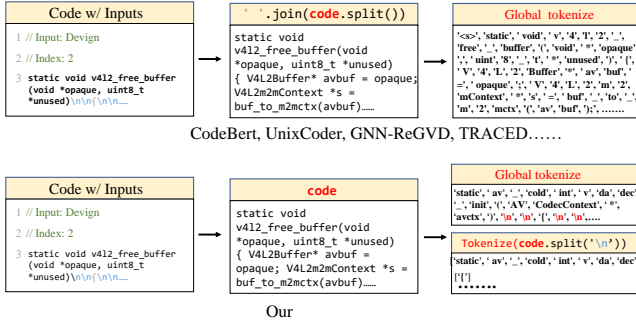 Code w/ Inputs
1 // Input: Design
2 // Index: 2
3 static void v4l2_free_buffer
(void *opaque, uint8_t
*unused)\n\n{\n\n……
' '.join(code.split())
static void
v4l2_free_buffer(void
*opaque, uint8_t *unused)
{ V4L2Buffer* avbuf = opaque;
V4L2m2mContext *s =
buf_to_m2mctx(avbuf)……
Global tokenize
'<s>', 'static', ' void', ' v', '4', 'l', '2', '_',
'free', '_', 'buffer', '(', 'void', ' *', 'opaque'
',', ' uint', '8', '_', 't', ' *', 'unused', ')', ' {',
' V', '4', 'L', '2', 'Buffer', '*', ' av', 'buf', '
=', ' opaque', ';', ' V', '4', 'L', '2', 'm', '2',
'mContext', ' *', 's', ' =', ' buf', '_', 'to', '_',
'm', '2', 'mctx', '(', 'av', 'buf', ');', ……
CodeBert, UnixCoder, GNN-ReGVD, TRACED……
Code w/ Inputs
1 // Input: Design
2 // Index: 2
3 static void v4l2_free_buffer
(void *opaque, uint8_t
*unused)\n\n{\n\n……
code
static void
v4l2_free_buffer(void
*opaque, uint8_t *unused)
{ V4L2Buffer* avbuf =
opaque; V4L2m2mContext *s =
buf_to_m2mctx(avbuf)……
Global tokenize
'static', ' av', '_', 'cold', ' int', ' v', 'da', 'dec'
'_', 'init', '(', 'AV', 'CodecContext', ' *',
'avctx', ')', '\n', '\n', '{', '\n', '\n',….
Tokenize(code.split('\n'))
['static', ' av', '_', 'cold', ' int', ' v', 'da', 'dec'
['{']
•••••••
Our